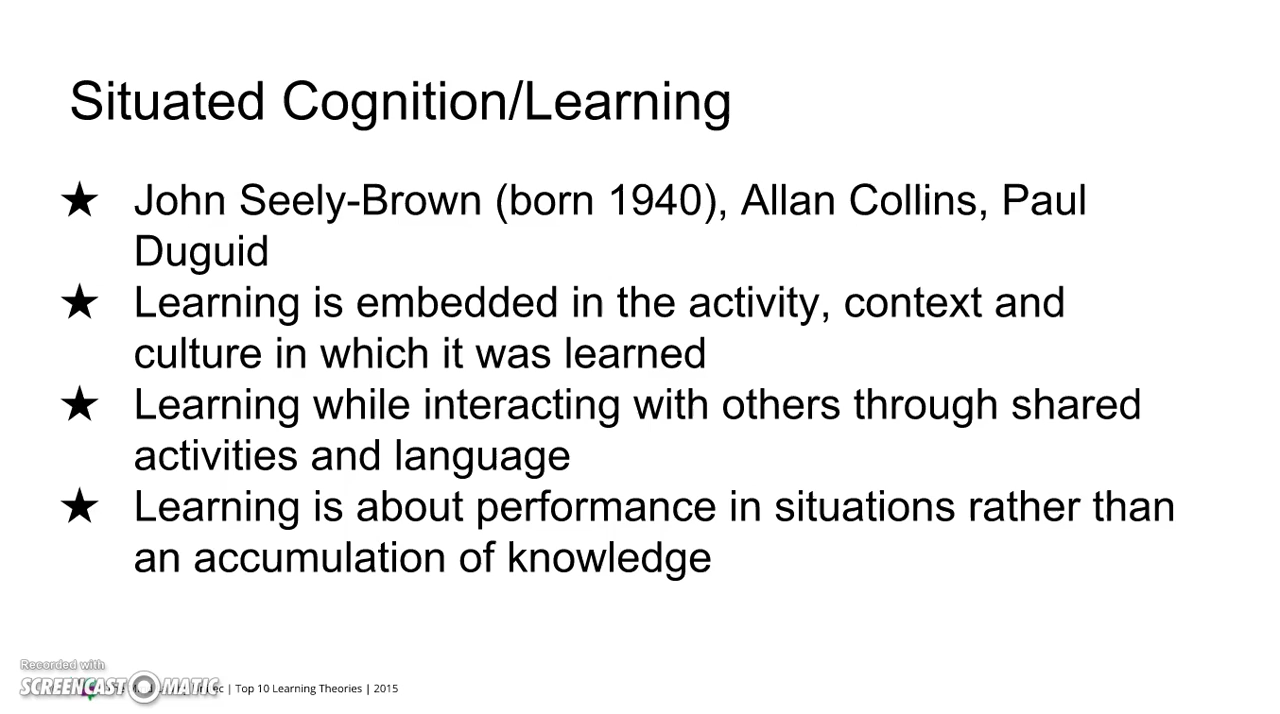 Situated Cognition/Learning
★ John Seely-Brown (born 1940), Allan Collins, Paul
Duguid
★ Learning is embedded in the activity, context and
culture in which it was learned
★ Learning while interacting with others through shared
activities and language
★ Learning is about performance in situations rather than
an accumulation of knowledge
Recorded with
SCREENCAST-O-MATIC
| Top 10 Learning Theories | 2015